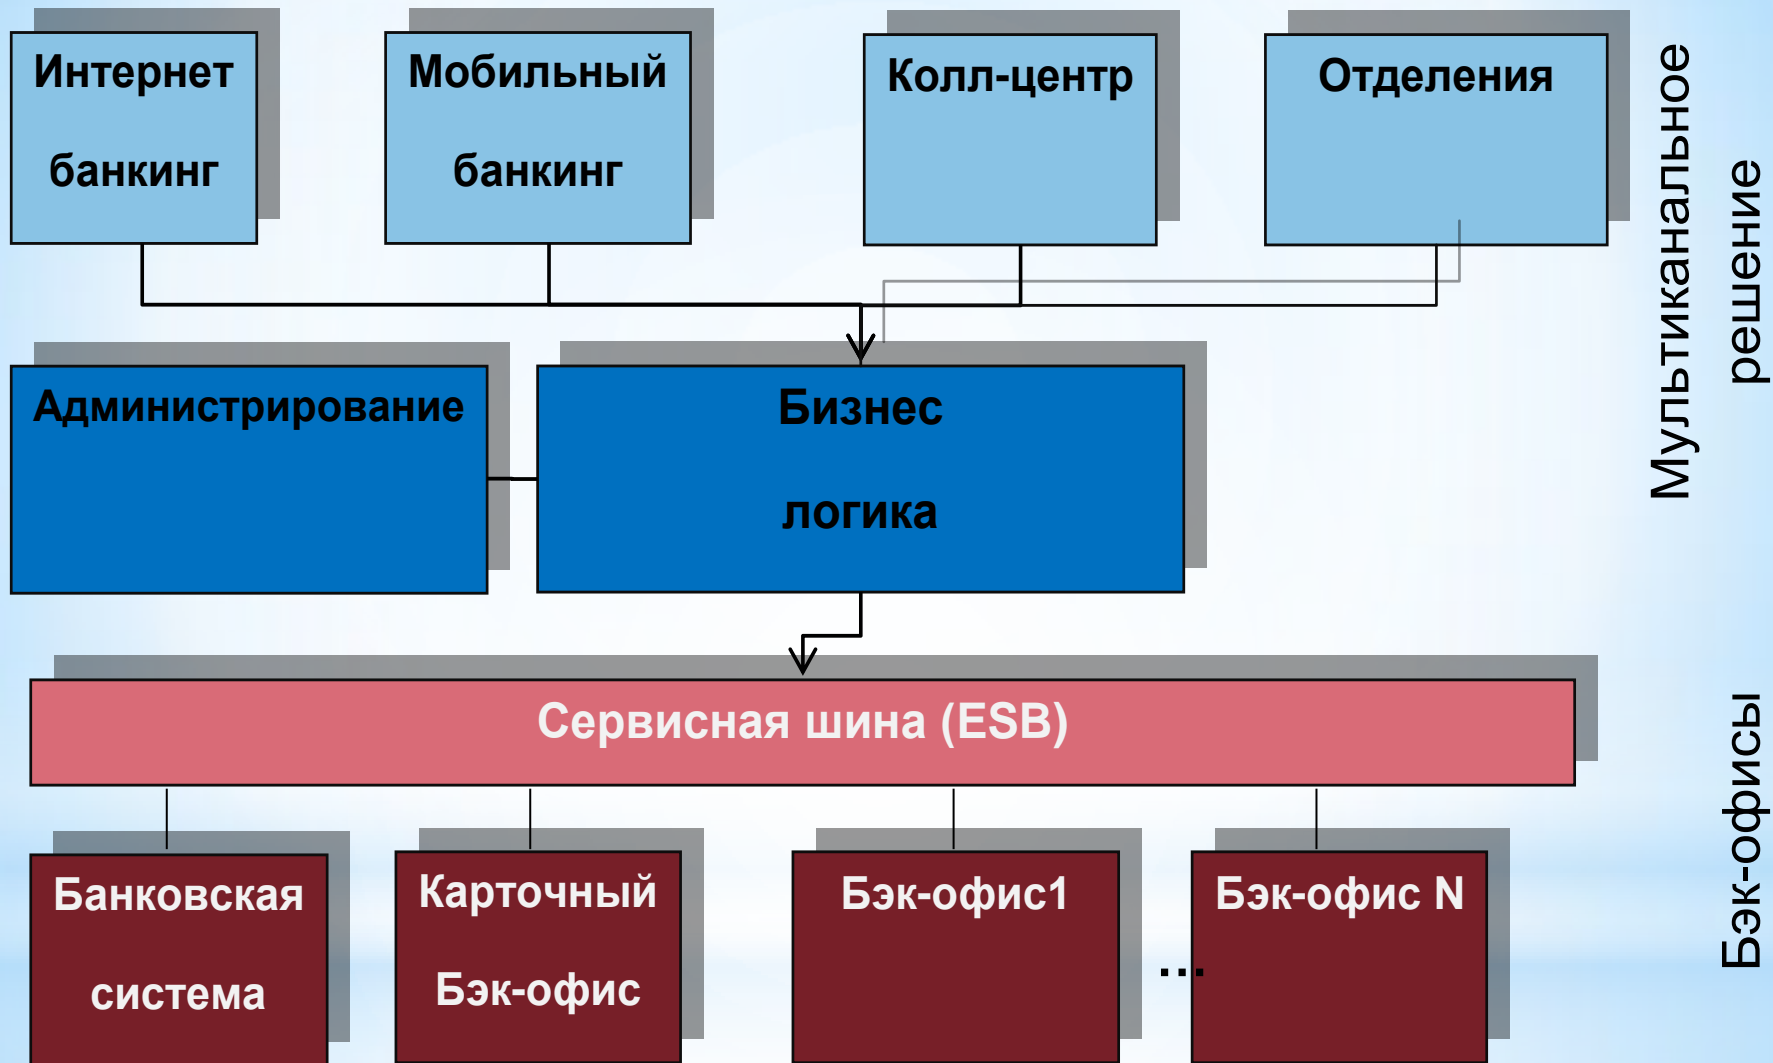 Интернет
банкинг
Мобильный
банкинг
Колл-центр
Отделения
Мультиканальное
решение
Администрирование
Бизнес
логика
Сервисная шина (ESB)
Банковская
система
Карточный
Бэк-офис
Бэк-офис1
...
Бэк-офис N
Бэк-офисы